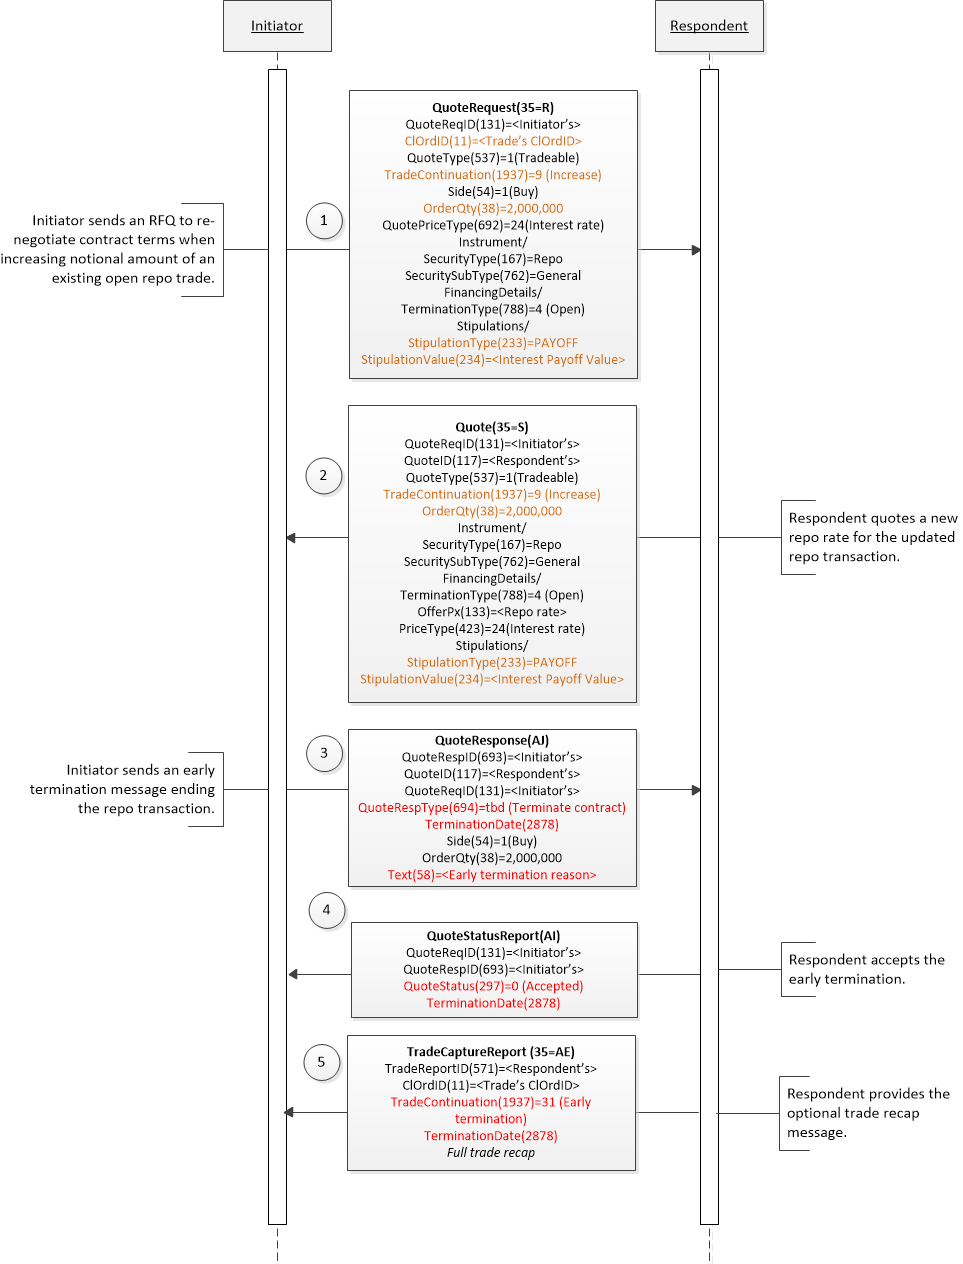 Initiator
Respondent
QuoteRequest(35=R)
QuoteReqID(131)=<Initiator's>
ClOrdID(11)=<Trade's ClOrdID>
QuoteType(537)=1(Tradeable)
TradeContinuation(1937)=9 (Increase)
Side(54)=1(Buy)
OrderQty(38)=2,000,000
QuotePriceType(692)=24(Interest rate)
Instrument/
SecurityType(167)=Repo
SecuritySubType(762)=General
FinancingDetails/
TerminationType(788)=4 (Open)
Stipulations/
StipulationType(233)=PAYOFF
StipulationValue(234)=<Interest Payoff Value>
1
Initiator sends an RFQ to re-
negotiate contract terms when
increasing notional amount of an
existing open repo trade.
Quote(35=S)
QuoteReqID(131)=<Initiator's>
QuoteID(117)=<Respondent's>
QuoteType(537)=1(Tradeable)
TradeContinuation(1937)=9 (Increase)
OrderQty(38)=2,000,000
Instrument/
SecurityType(167)=Repo
SecuritySubType(762)=General
FinancingDetails/
TerminationType(788)=4 (Open)
OfferPx(133)=<Repo rate>
PriceType(423)=24(Interest rate)
Stipulations/
StipulationType(233)=PAYOFF
StipulationValue(234)=<Interest Payoff Value>
2
Respondent quotes a new
repo rate for the updated
repo transaction.
QuoteResponse(AJ)
QuoteRespID(693)=<Initiator's>
QuoteID(117)=<Respondent's>
QuoteReqID(131)=<Initiator's>
QuoteRespType(694)=tbd (Terminate contract)
TerminationDate(2878)
Side(54)=1(Buy)
OrderQty(38)=2,000,000
Text(58)=<Early termination reason>
3
Initiator sends an early
termination message ending
the repo transaction.
4
QuoteStatusReport(AI)
QuoteReqID(131)=<Initiator's>
QuoteRespID(693)=<Initiator's>
QuoteStatus(297)=0 (Accepted)
TerminationDate(2878)
Respondent accepts the
early termination.
5
TradeCaptureReport (35=AE)
TradeReportID(571)=<Respondent's>
ClOrdID(11)=<Trade's ClOrdID>
TradeContinuation(1937)=31 (Early
termination)
TerminationDate(2878)
Full trade recap
Respondent provides the
optional trade recap
message.